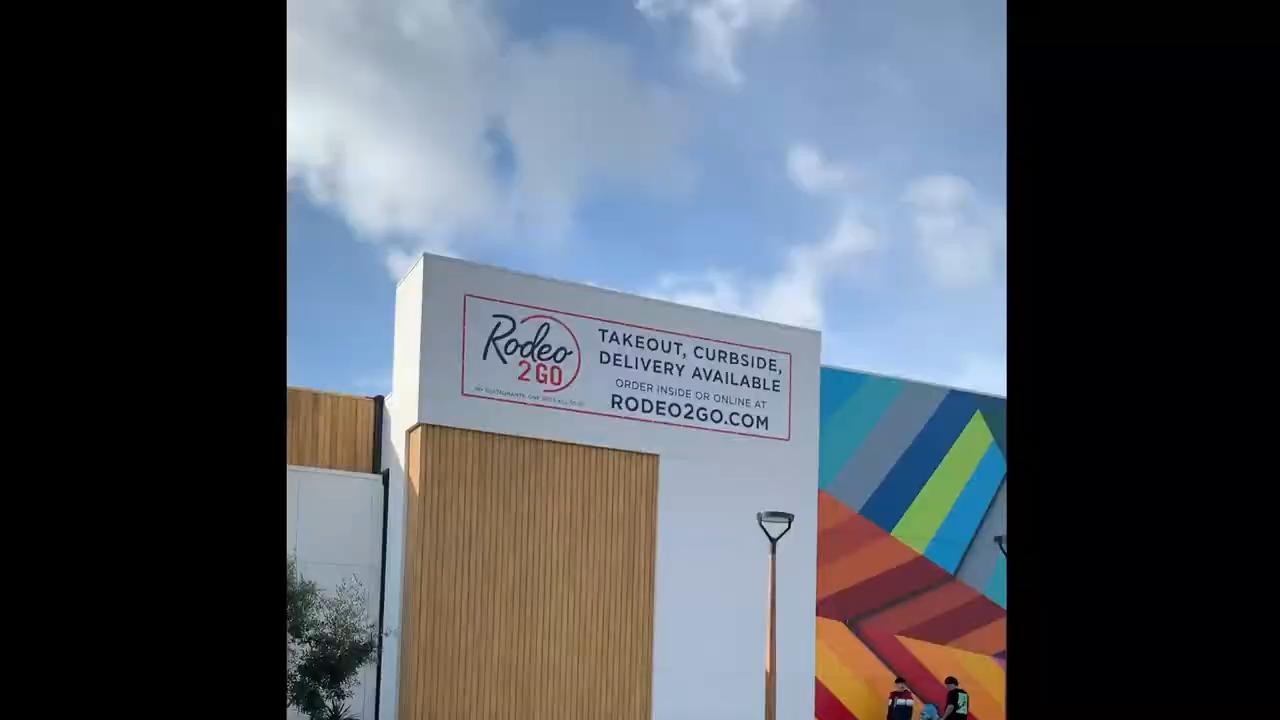 Rodeo
2GO
TAKEOUT, CURBSIDE,
DELIVERY AVAILABLE
ORDER INSIDE OR ONLINE AT
RODEO2GO.COM